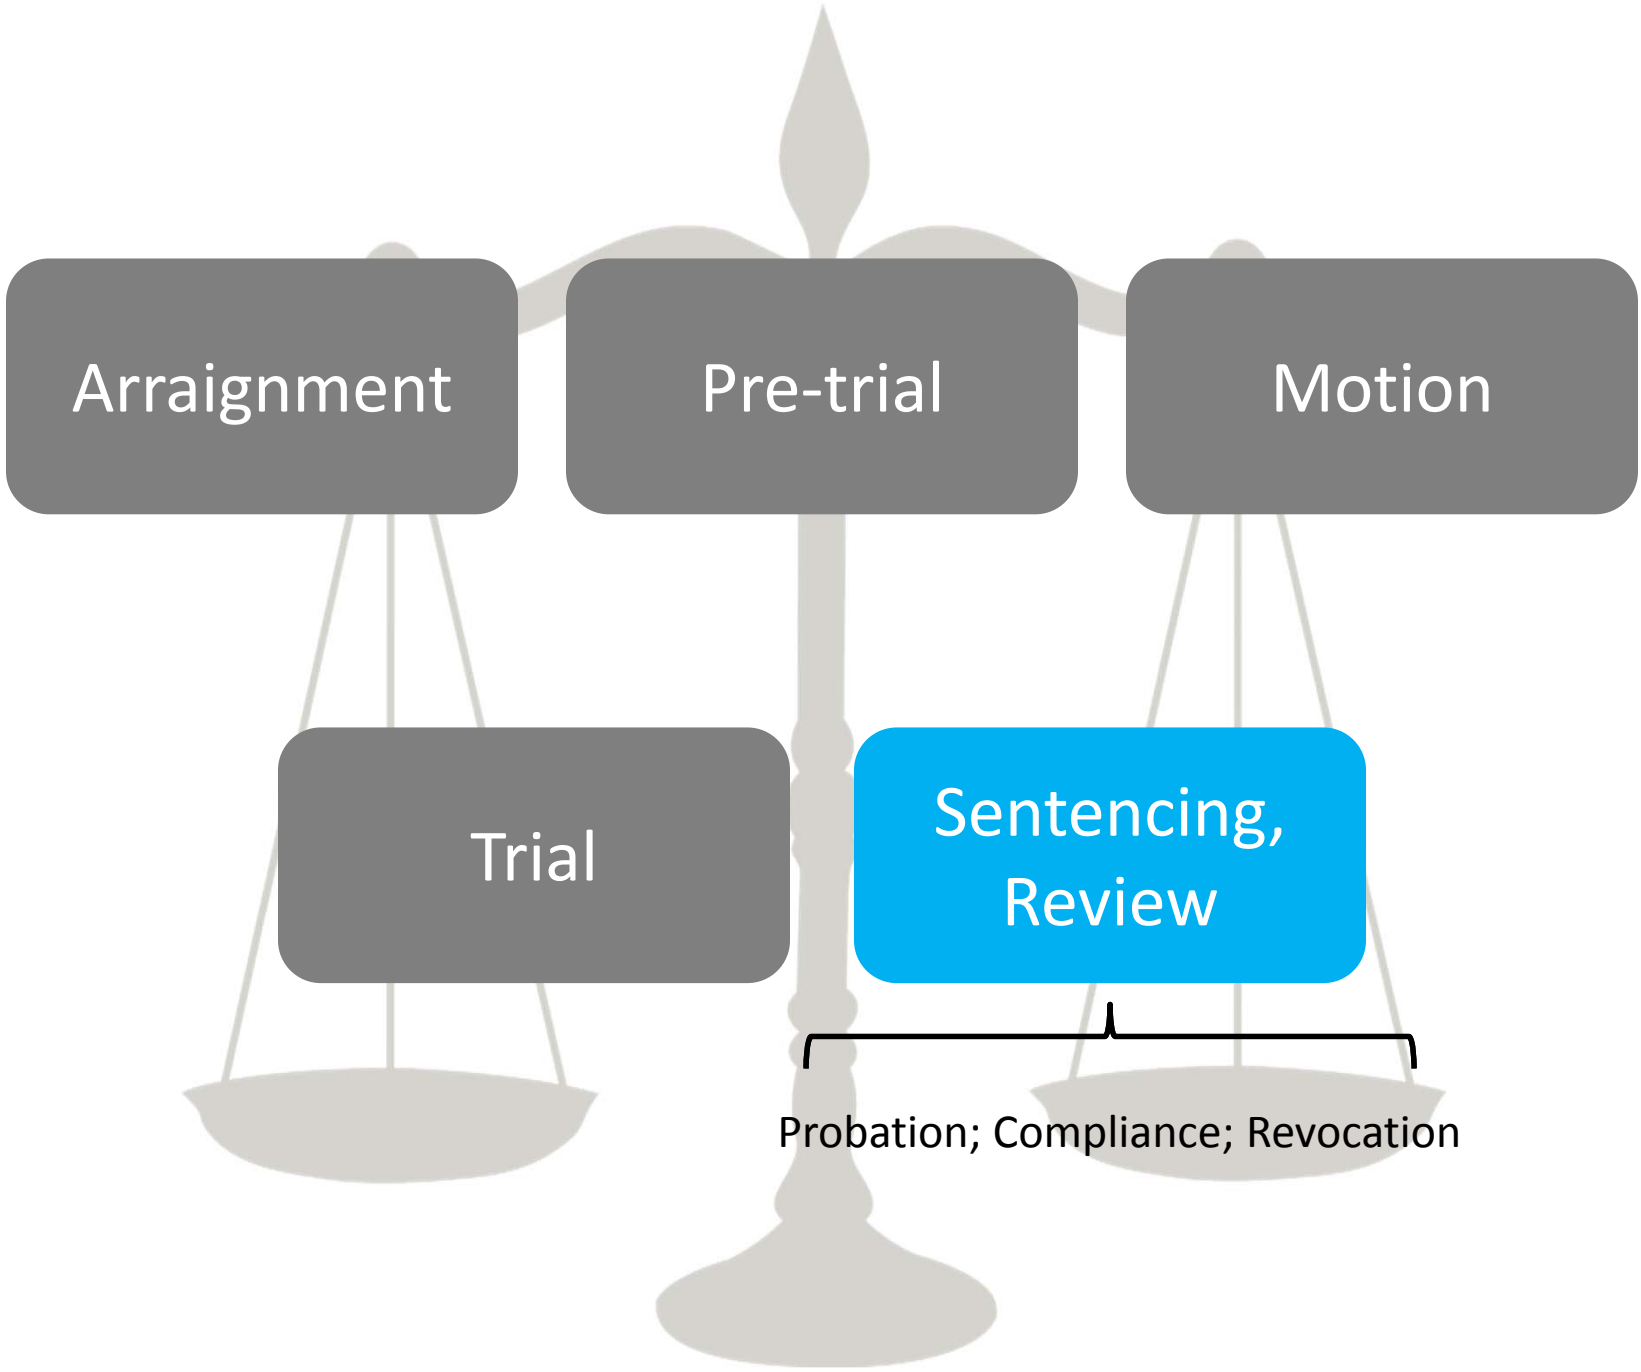 Arraignment
Pre-trial
Motion
Trial
Sentencing,
Review
Probation; Compliance; Revocation